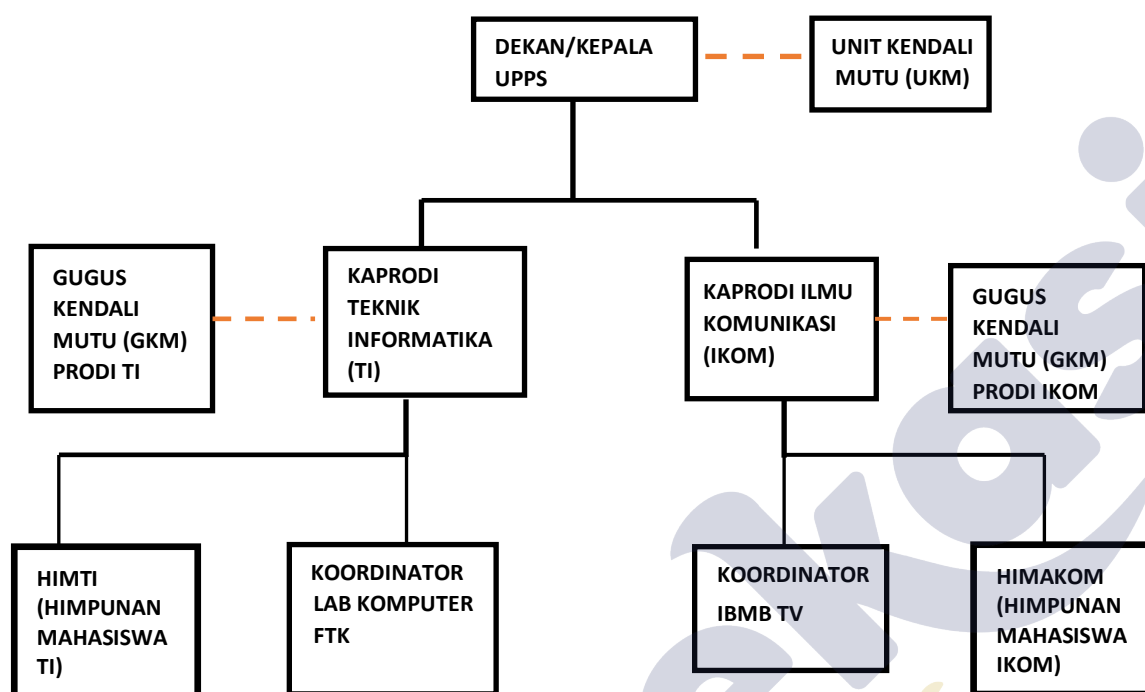 DEKAN/KEPALA
UPPS
UNIT KENDALI
MUTU (UKM)
GUGUS
KENDALI
MUTU (GKM)
PRODI TI
KAPRODI
TEKNIK
INFORMATIKA
(TI)
KAPRODI ILMU
KOMUNIKASI
(IKOM)
GUGUS
KENDALI
MUTU (GKM)
PRODI IKOM
HIMTI
(HIMPUNAN
MAHASISWA
TI)
KOORDINATOR
LAB KOMPUTER
FTK
KOORDINATOR
IBMB TV
HIMAKOM
(HIMPUNAN
MAHASISWA
IKOM)